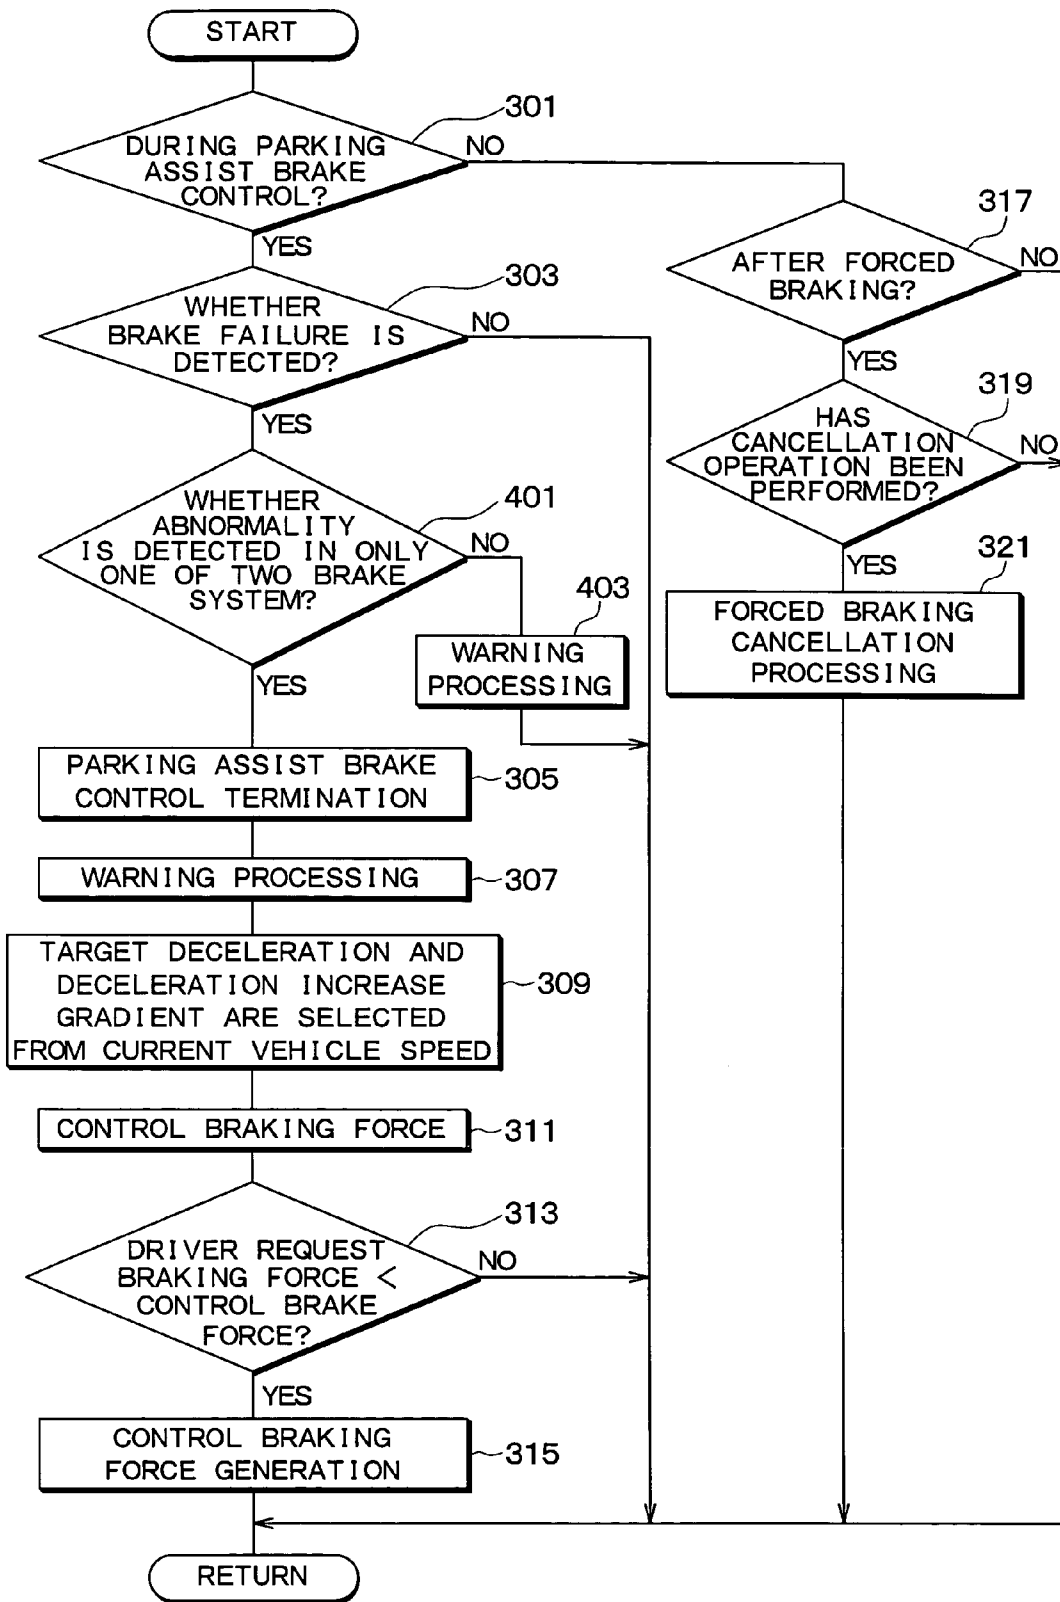 START
301
DURING PARKING
ASSIST BRAKE
CONTROL?
NO
YES
303
WHETHER
BRAKE FAILURE IS
DETECTED?
NO
YES
401
WHETHER
ABNORMALITY
IS DETECTED IN ONLY
ONE OF TWO BRAKE
SYSTEM?
NO
YES
403
WARNING
PROCESSING
PARKING ASSIST BRAKE
CONTROL TERMINATION
305
WARNING PROCESSING
307
TARGET DECELERATION AND
DECELERATION INCREASE
GRADIENT ARE SELECTED
FROM CURRENT VEHICLE SPEED
309
CONTROL BRAKING FORCE
311
313
DRIVER REQUEST
BRAKING FORCE <
CONTROL BRAKE
FORCE?
NO
YES
CONTROL BRAKING
FORCE GENERATION
315
RETURN
317
AFTER FORCED
BRAKING?
NO
YES
319
HAS
CANCELLATION
OPERATION BEEN
PERFORMED?
NO
YES
321
FORCED BRAKING
CANCELLATION
PROCESSING